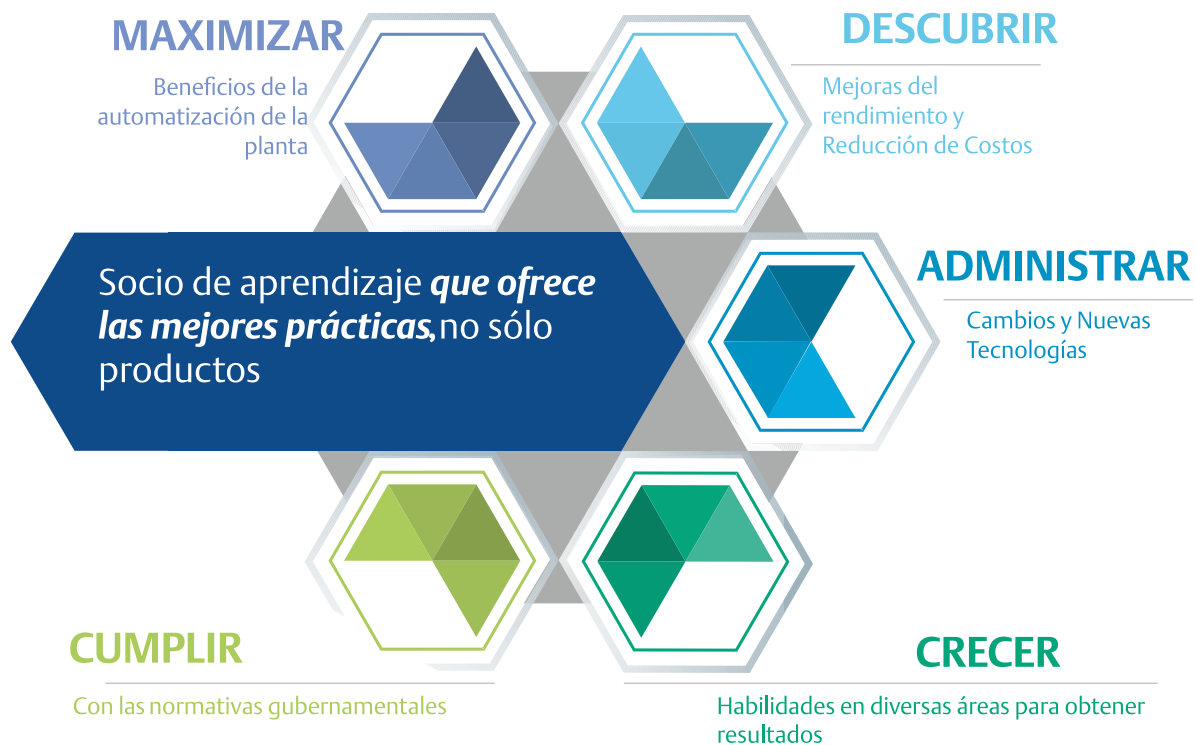 MAXIMIZAR
Beneficios de la
automatización de la
planta
DESCUBRIR
Mejoras del
rendimiento y
Reducción de Costos
Socio de aprendizaje que ofrece
las mejores prácticas, no sólo
productos
ADMINISTRAR
Cambios y Nuevas
Tecnologías
CUMPLIR
Con las normativas gubernamentales
CRECER
Habilidades en diversas áreas para obtener
resultados